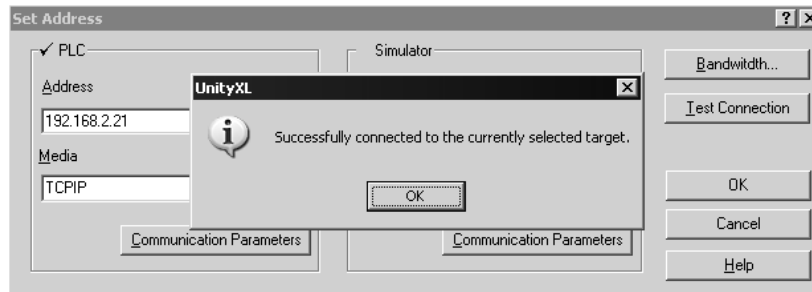 Set Address
PLC
Simulator
Bandwitdth...
Address
UnityXL
Test Connection
192.168.2.21
Successfully connected to the currently selected target.
Media
TCPIP
OK
OK
Cancel
Communication Parameters
Communication Parameters
Help